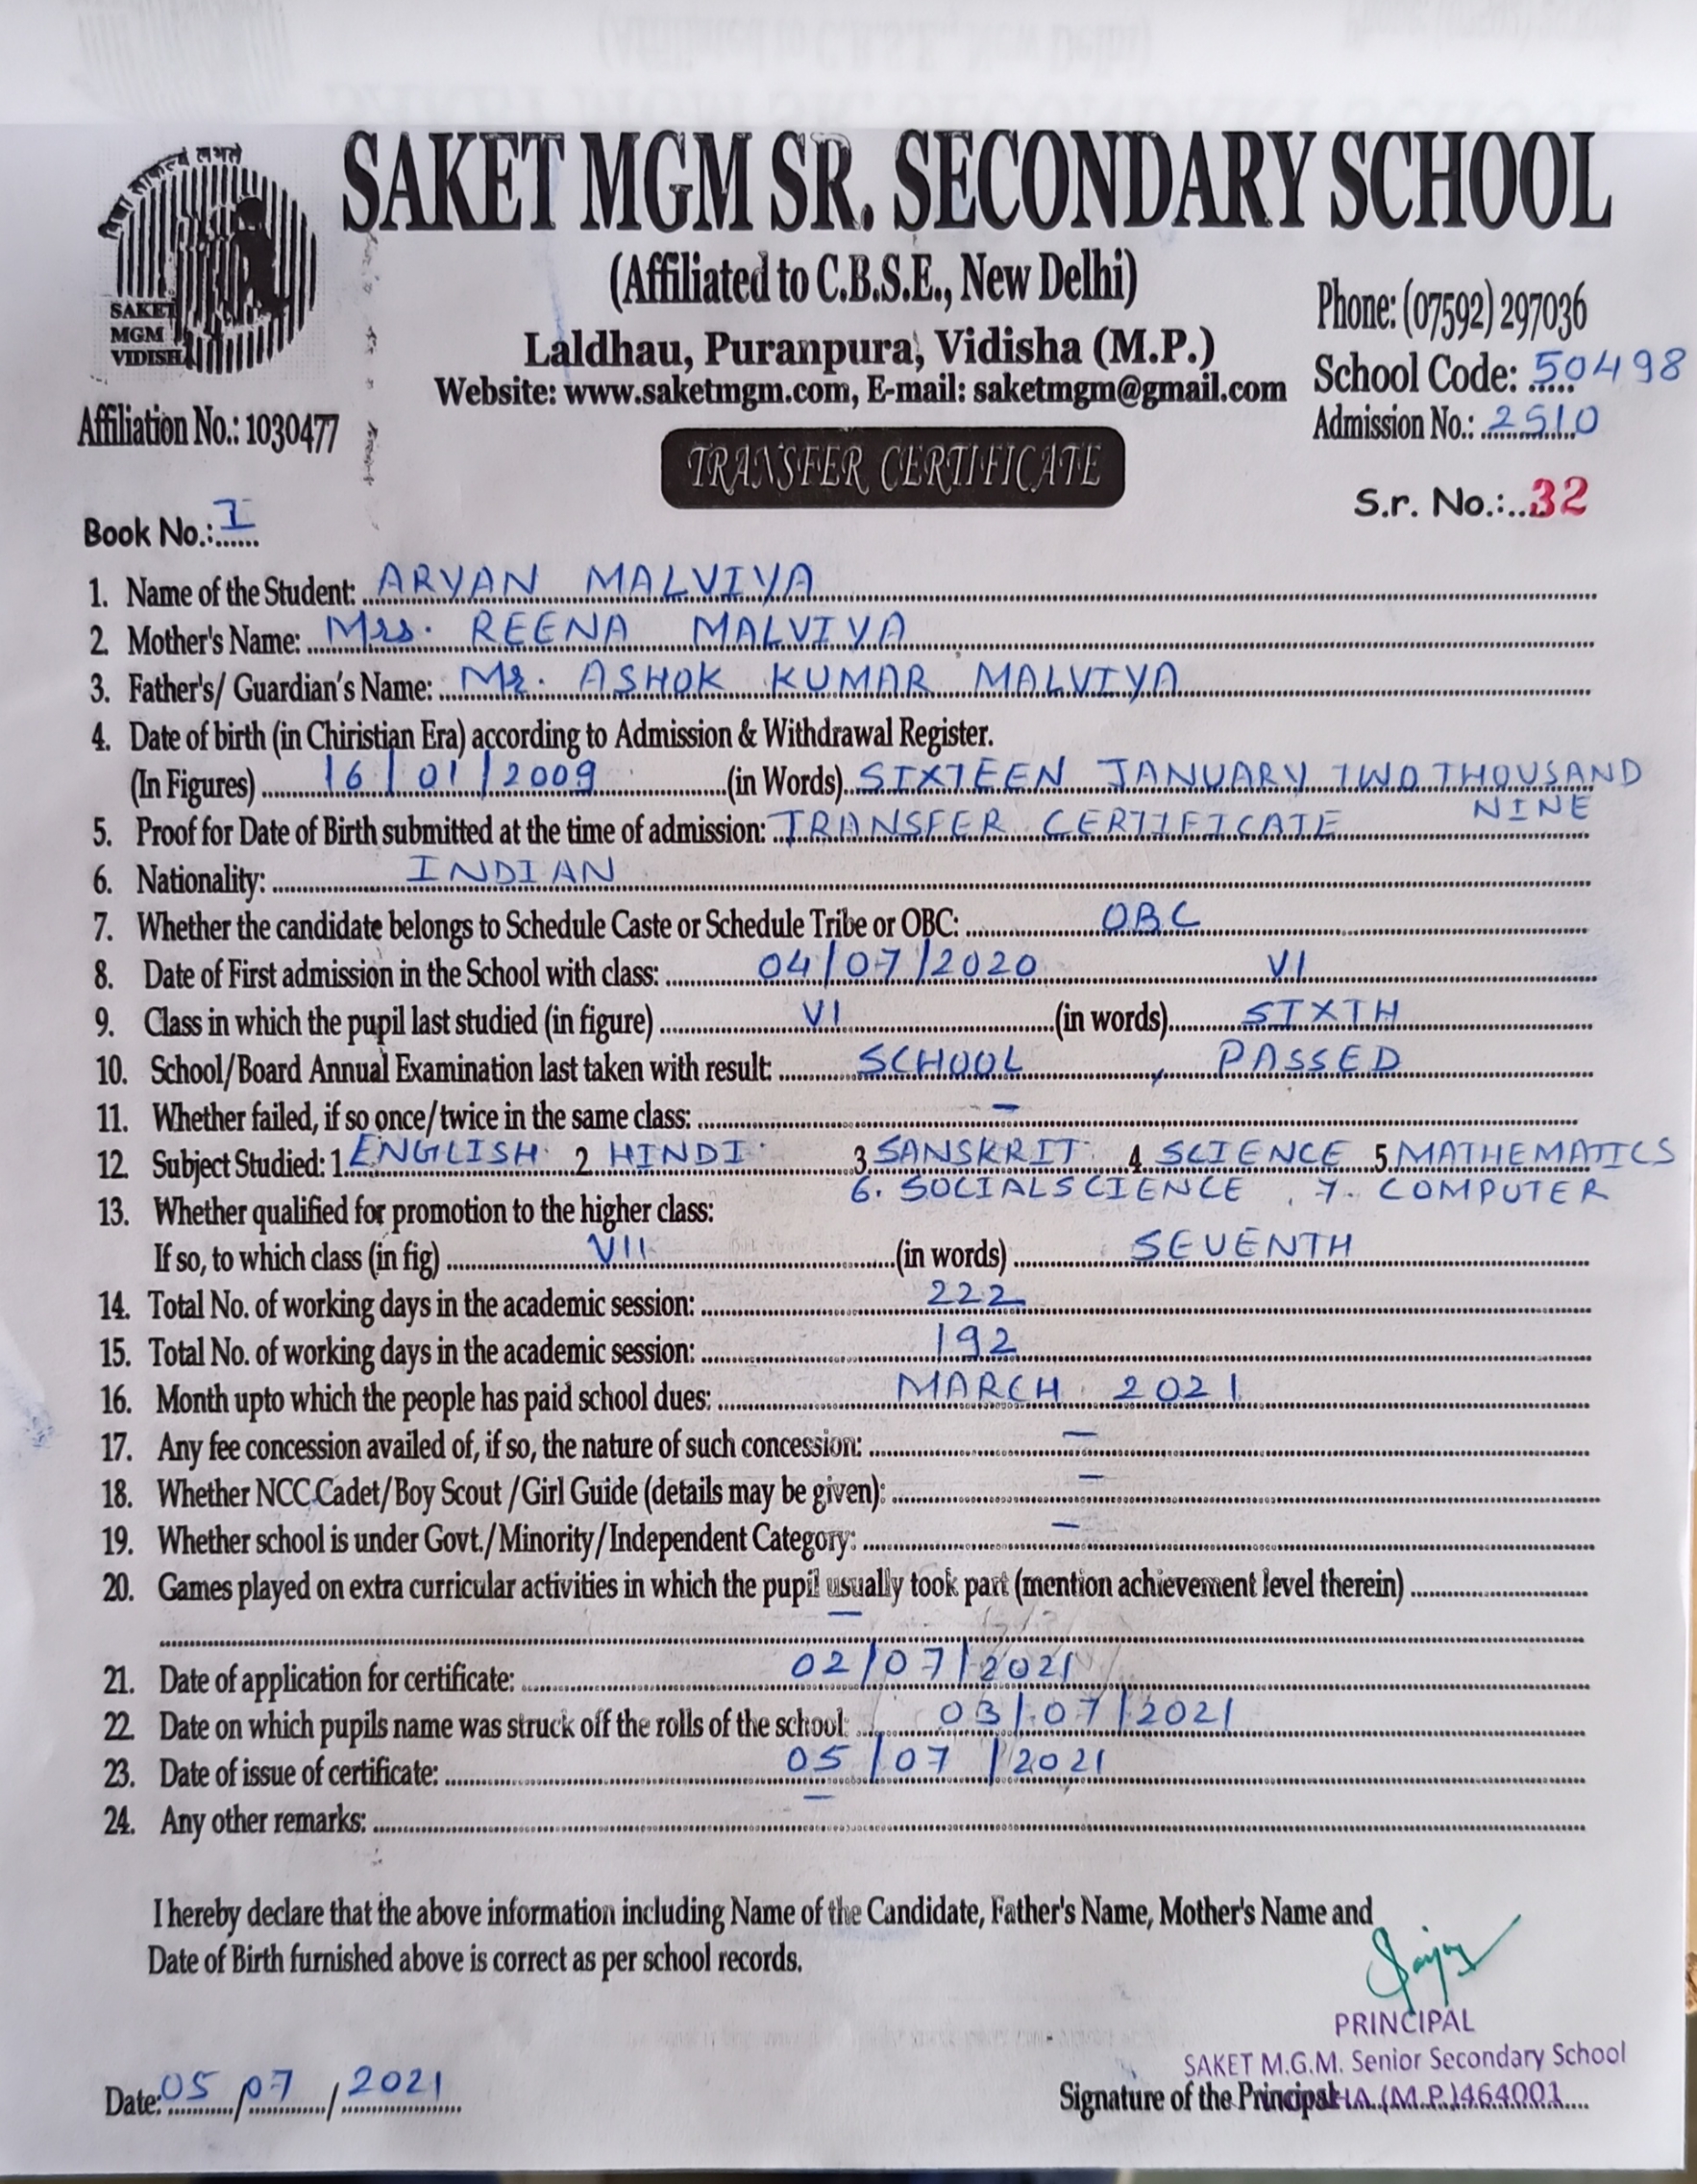 SAKET MGM SR. SECONDARY SCHOOL
(Affiliated to C.B.S.E., New Delhi)
Laldhau, Puranpura, Vidisha (M.P.)
Website: www.saketmgm.com, E-mail: saketmgm@gmail.com
Phone: (07592) 297036
School Code: 50498
Admission No.: 2510
SAKET
MGM
VIDISHA
Affiliation No.: 1030477
TRANSFER CERTIFICATE
S.r. No.: 32
Book No.: I
1. Name of the Student: ARYAN MALVIYA
2. Mother's Name: Mrs. REENA MALVIYA
3. Father's/ Guardian's Name: Mr. ASHOK KUMAR MALVIYA
4. Date of birth (in Chiristian Era) according to Admission & Withdrawal Register.
(In Figures) 16/01/2009 (in Words) SIXTEEN JANUARY TWO THOUSAND
NINE
5. Proof for Date of Birth submitted at the time of admission: TRANSFER CERTIFICATE
6. Nationality: INDIAN
7. Whether the candidate belongs to Schedule Caste or Schedule Tribe or OBC: OBC
8. Date of First admission in the School with class: 04/07/2020 VI
9. Class in which the pupil last studied (in figure) VI (in words) SIXTH
10. School/Board Annual Examination last taken with result: SCHOOL , PASSED
11. Whether failed, if so once/twice in the same class: –
12. Subject Studied: 1. ENGLISH 2. HINDI 3. SANSKRIT 4. SCIENCE 5. MATHEMATICS
6. SOCIALSCIENCE , 7. COMPUTER
13. Whether qualified for promotion to the higher class:
If so, to which class (in fig) VII (in words) SEVENTH
14. Total No. of working days in the academic session: 222
15. Total No. of working days in the academic session: 192
16. Month upto which the people has paid school dues: MARCH 2021
17. Any fee concession availed of, if so, the nature of such concession: –
18. Whether NCC Cadet/Boy Scout /Girl Guide (details may be given): –
19. Whether school is under Govt./Minority/Independent Category: –
20. Games played on extra curricular activities in which the pupil usually took part (mention achievement level therein)
–
21. Date of application for certificate: 02/07/2021
22. Date on which pupils name was struck off the rolls of the school: 03/07/2021
23. Date of issue of certificate: 05/07/2021
24. Any other remarks: –
I hereby declare that the above information including Name of the Candidate, Father's Name, Mother's Name and
Date of Birth furnished above is correct as per school records.
PRINCIPAL
SAKET M.G.M. Senior Secondary School
Date: 05/07/2021
Signature of the Principal
(M.P.) 464001